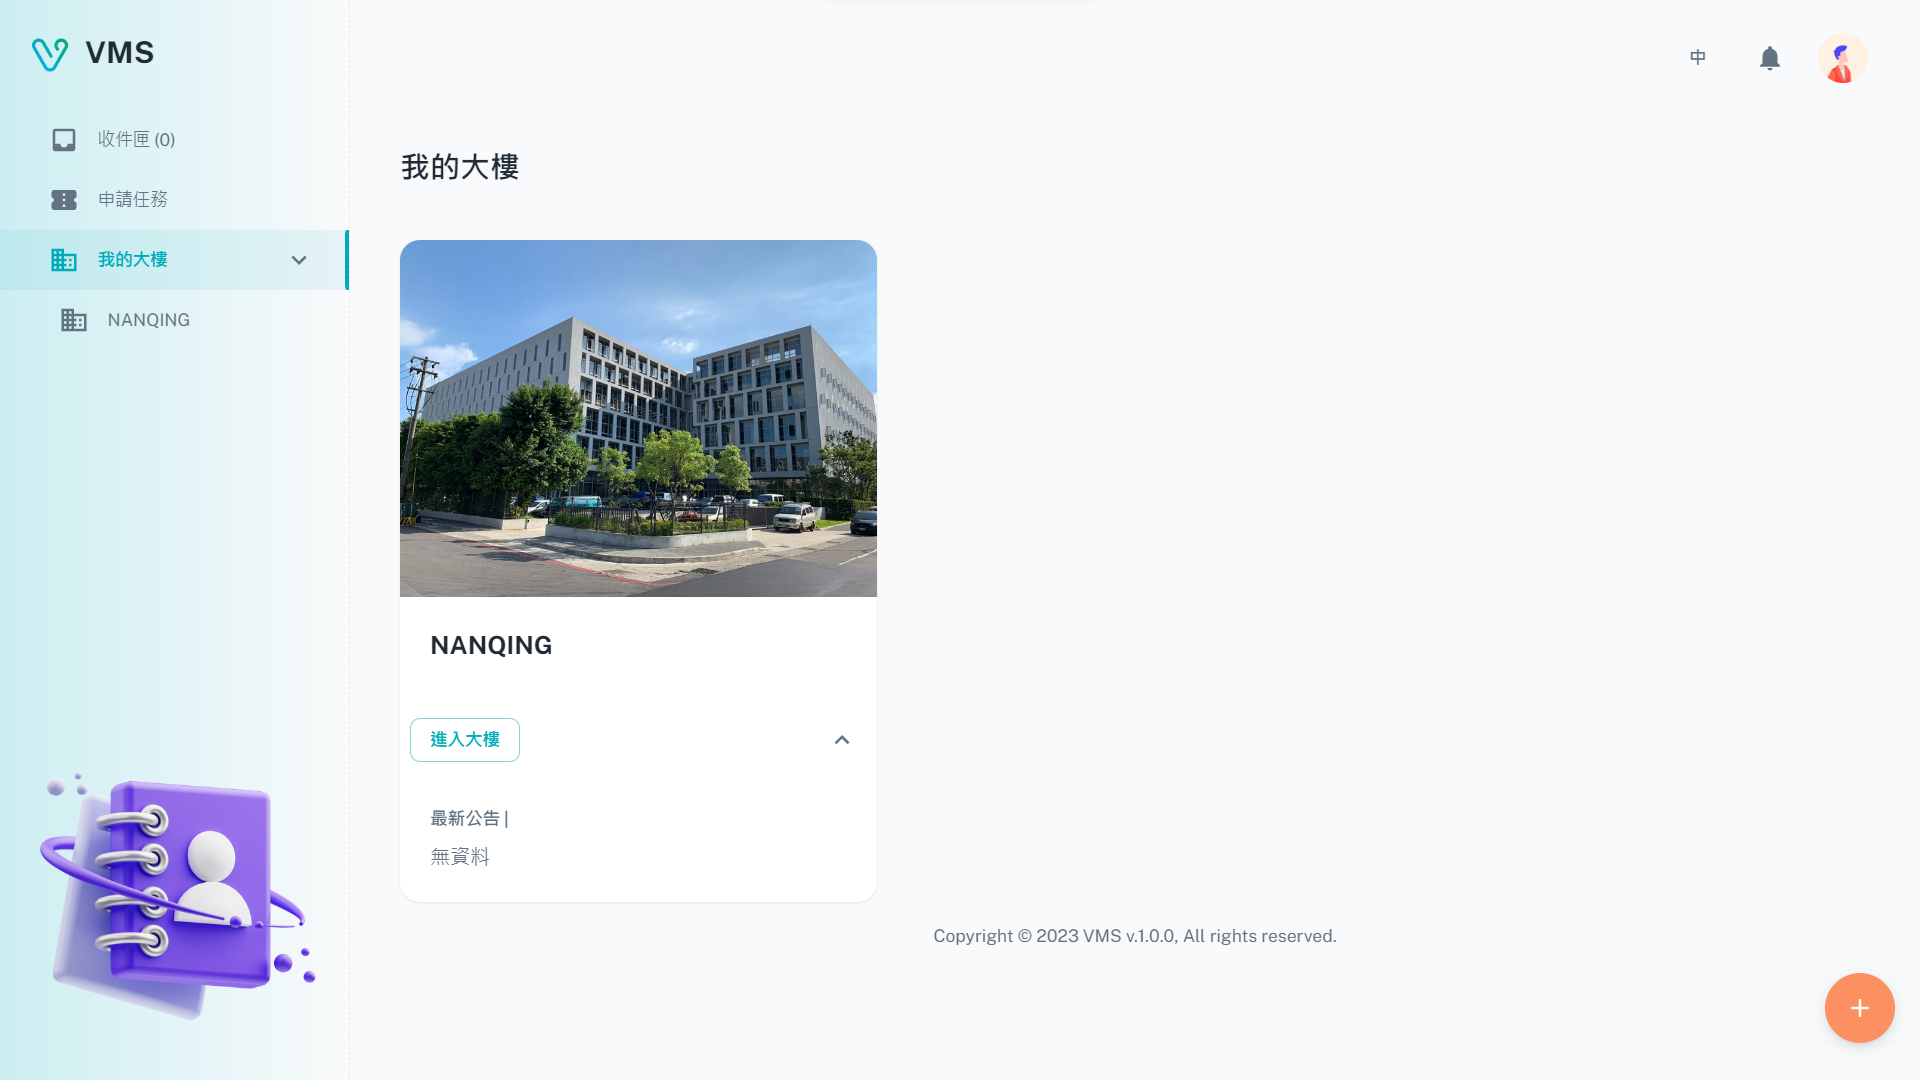 VMS
中
收件匣 (0)
申請任務
我的大樓
NANQING
我的大樓
NANQING
進入大樓
最新公告 |
無資料
Copyright © 2023 VMS v.1.0.0, All rights reserved.